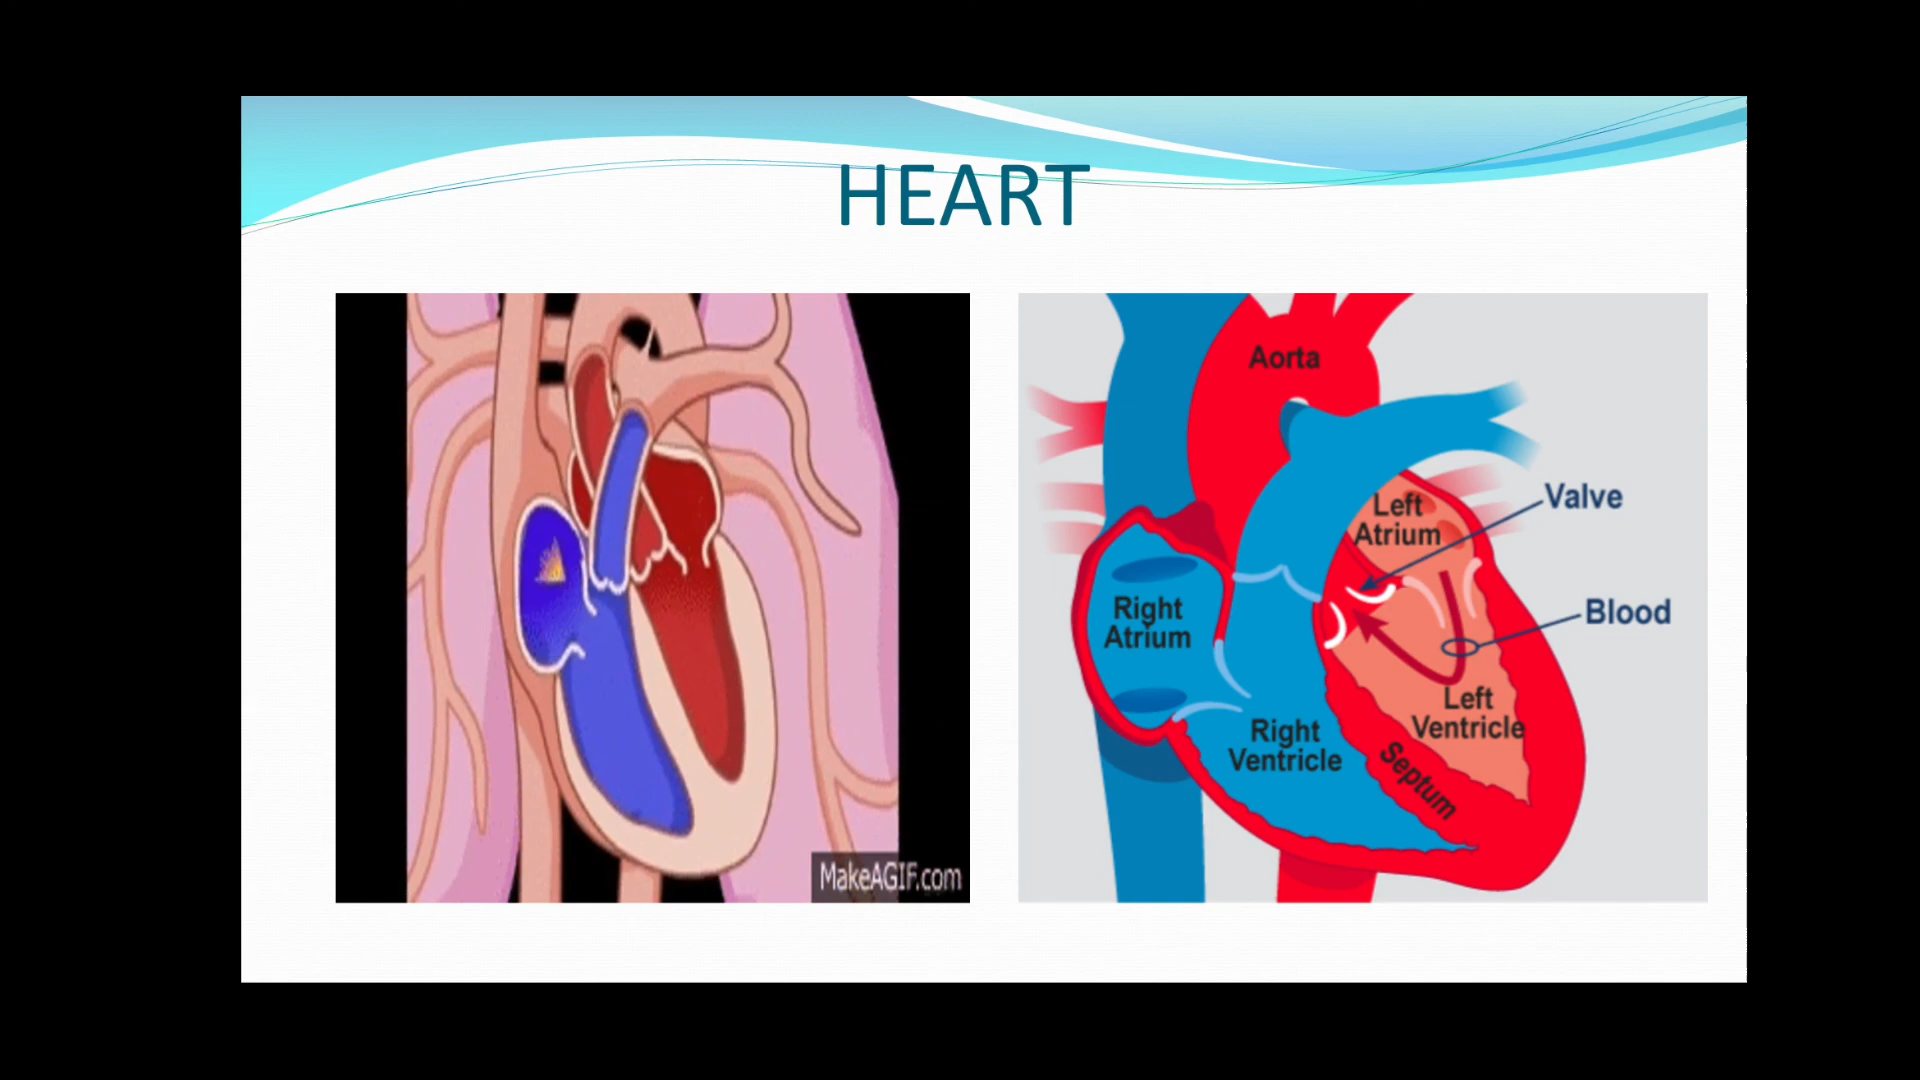 HEART
MakeAGIF.com
Aorta
Left
Atrium
Valve
Right
Atrium
Blood
Left
Ventricle
Right
Ventricle
Septum